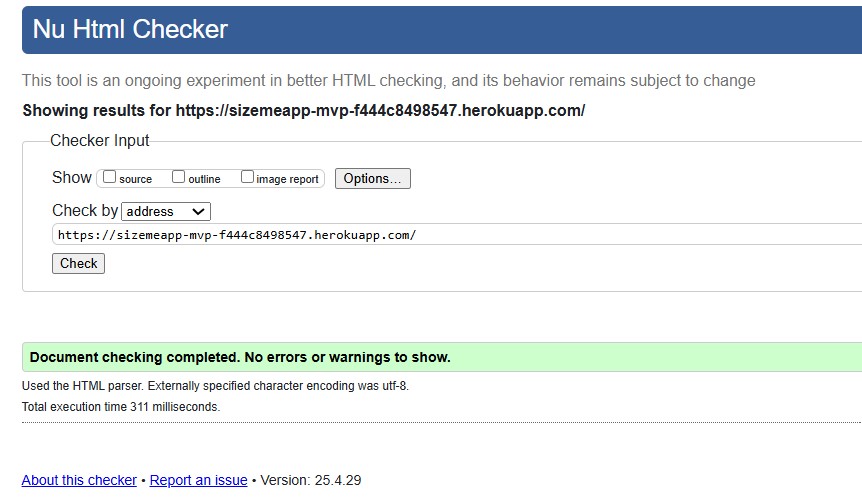 Nu Html Checker
This tool is an ongoing experiment in better HTML checking, and its behavior remains subject to change
Showing results for https://sizemeapp-mvp-f444c8498547.herokuapp.com/
Checker Input
Show source outline image report Options...
Check by address
https://sizemeapp-mvp-f444c8498547.herokuapp.com/
Check
Document checking completed. No errors or warnings to show.
Used the HTML parser. Externally specified character encoding was utf-8.
Total execution time 311 milliseconds.
About this checker • Report an issue • Version: 25.4.29